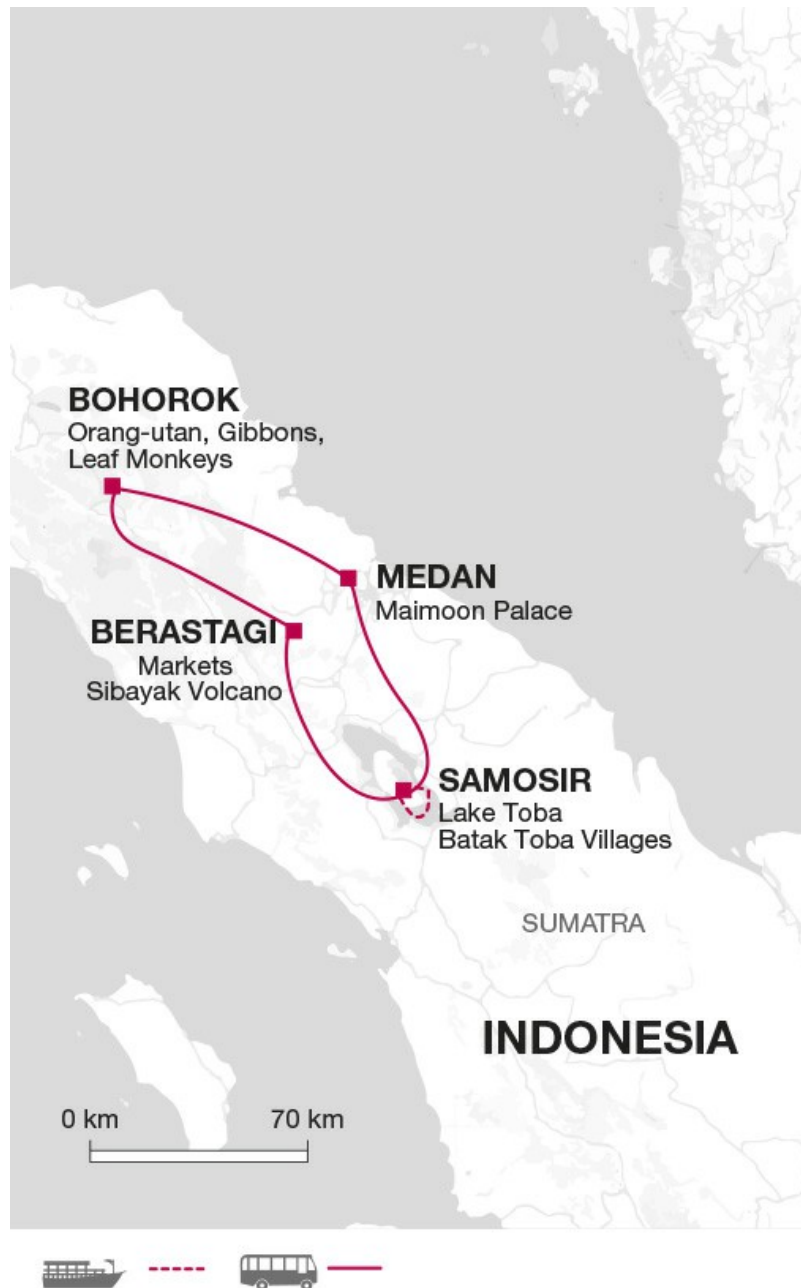 BOHOROK
Orang-utan, Gibbons,
Leaf Monkeys
MEDAN
Maimoon Palace
BERASTAGI
Markets
Sibayak Volcano
SAMOSIR
Lake Toba
Batak Toba Villages
SUMATRA
INDONESIA
0 km 70 km